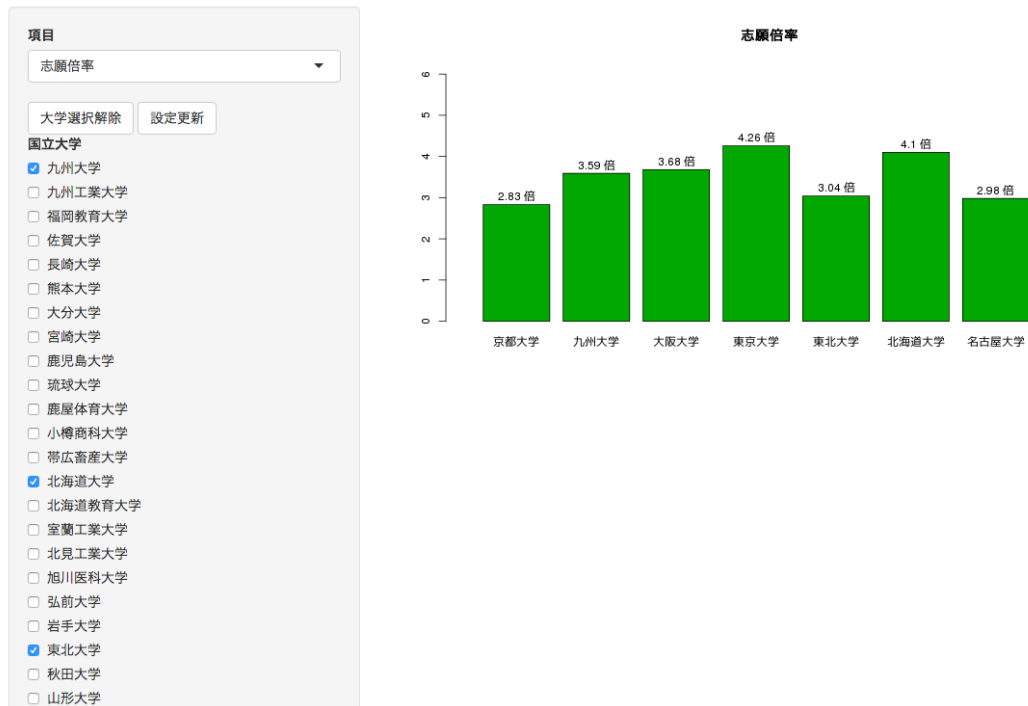 項目
志願倍率
大学選択解除 設定更新
国立大学
九州大学
九州工業大学
福岡教育大学
佐賀大学
長崎大学
熊本大学
大分大学
宮崎大学
鹿児島大学
琉球大学
鹿屋体育大学
小樽商科大学
帯広畜産大学
北海道大学
北海道教育大学
室蘭工業大学
北見工業大学
旭川医科大学
弘前大学
岩手大学
東北大学
秋田大学
山形大学
志願倍率
6
5
4
3
2
1
0
2.83 倍
3.59 倍
3.68 倍
4.26 倍
3.04 倍
4.1 倍
2.98 倍
京都大学 九州大学 大阪大学 東京大学 東北大学 北海道大学 名古屋大学